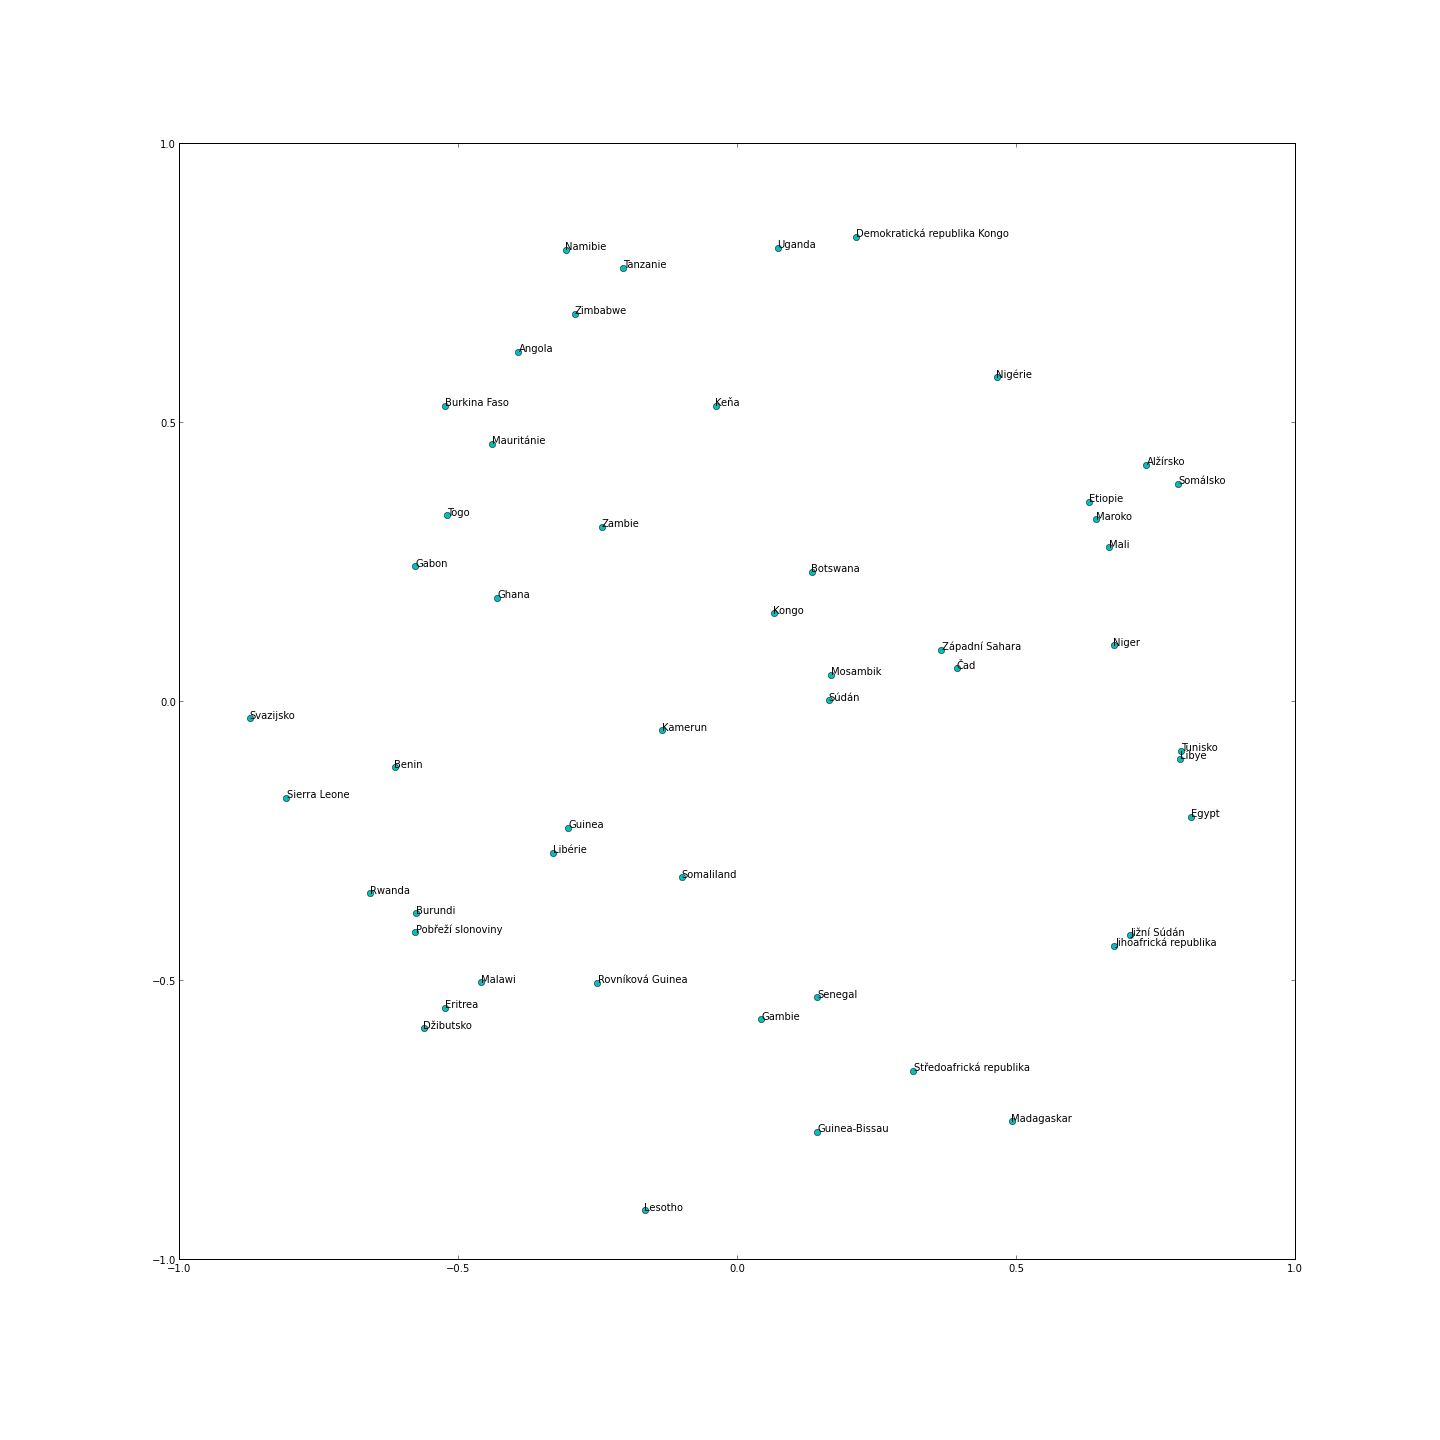 1.0
Demokratická republika Kongo
Uganda
Namibie
Tanzanie
Zimbabwe
Angola
Nigérie
Burkina Faso
Keňa
0.5
Mauritánie
Alžírsko
Somálsko
Etiopie
Togo
Maroko
Zambie
Mali
Botswana
Gabon
Ghana
Kongo
Niger
Západní Sahara
Čad
Mosambik
Súdán
0.0
Svazijsko
Kamerun
Tunisko
Libye
Benin
Sierra Leone
Egypt
Guinea
Libérie
Somaliland
Rwanda
Burundi
Pobřeží slonoviny
Jižní Súdán
Jihoafrická republika
−0.5
Malawi
Rovníková Guinea
Senegal
Eritrea
Gambie
Džibutsko
Středoafrická republika
Madagaskar
Guinea-Bissau
Lesotho
−1.0
−1.0 −0.5 0.0 0.5 1.0